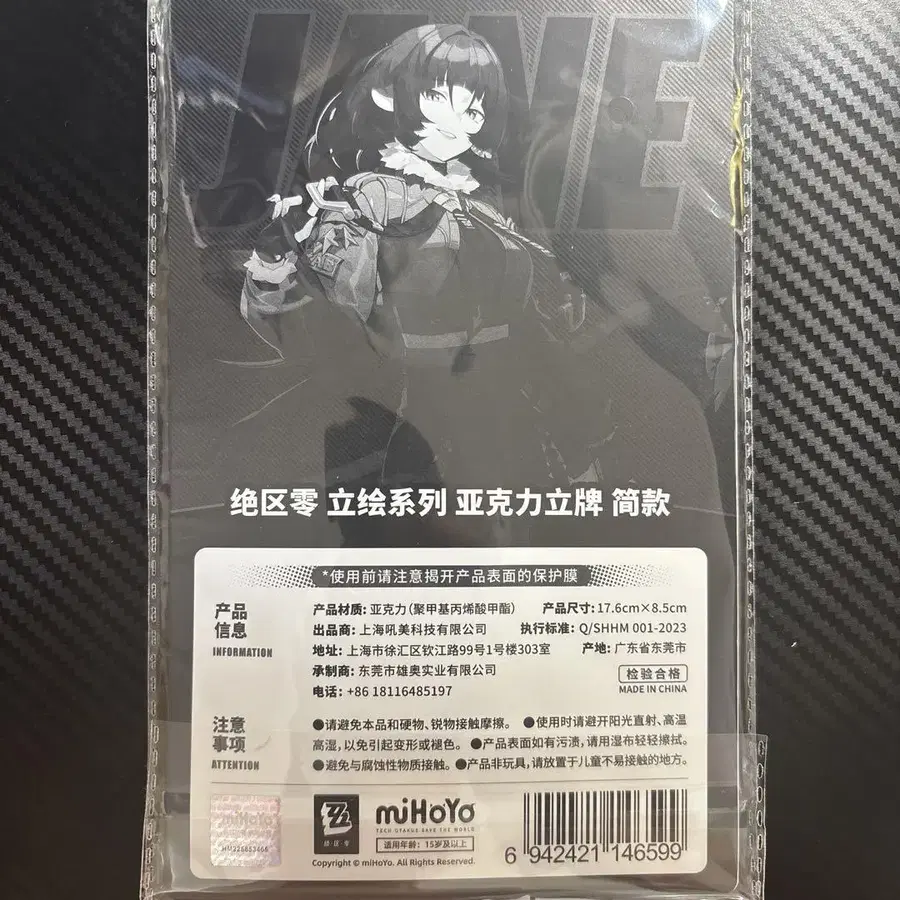 JANE
绝区零 立绘系列 亚克力立牌 简款
*使用前请注意揭开产品表面的保护膜
产品信息
INFORMATION
产品材质: 亚克力(聚甲基丙烯酸甲酯) 产品尺寸: 17.6cm×8.5cm
出品商: 上海吼美科技有限公司 执行标准: Q/SHHM 001-2023
地址: 上海市徐汇区钦江路99号1号楼303室 产地: 广东省东莞市
承制商: 东莞市雄奥实业有限公司 检验合格
电话: +86 18116485197 MADE IN CHINA
注意事项
ATTENTION
●请避免本品和硬物、锐物接触摩擦。 ●使用时请避开阳光直射、高温
高湿,以免引起变形或褪色。 ●产品表面如有污渍,请用湿布轻轻擦拭。
●避免与腐蚀性物质接触。 ●产品非玩具,请放置于儿童不易接触的地方。
miHoYo
绝区零
miHoYo
TECH OTAKUS SAVE THE WORLD
适用年龄: 15岁及以上
Copyright © miHoYo. All Rights Reserved.
6 942421 146599